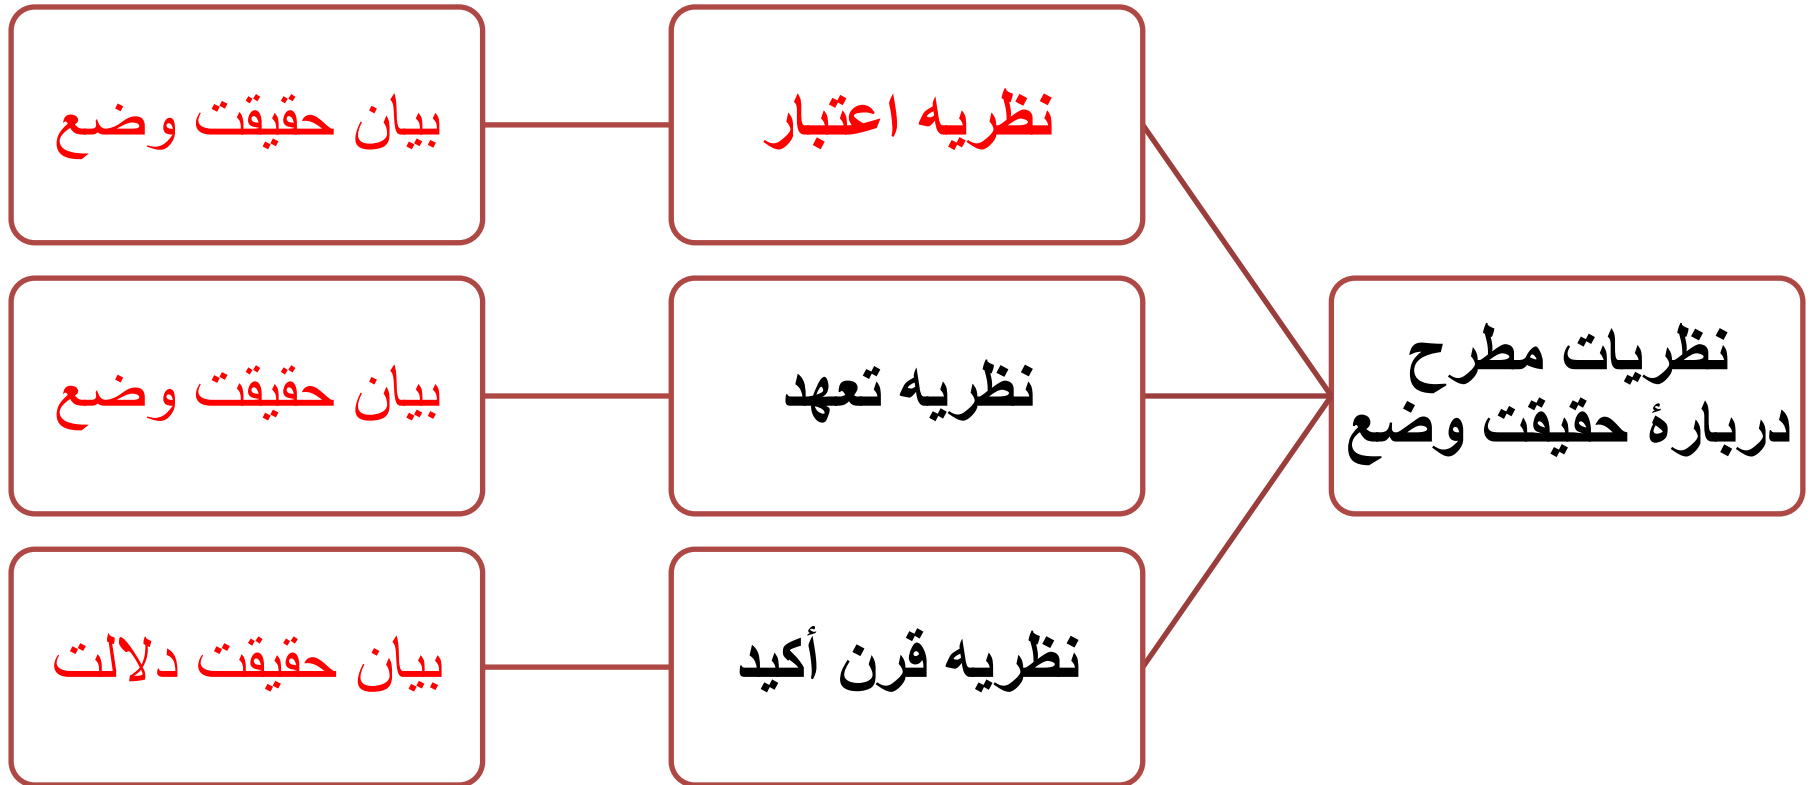 نظریات مطرح
دربارۀ حقیقت وضع
نظریه اعتبار
بیان حقیقت وضع
نظریه تعهد
بیان حقیقت وضع
نظریه قرن أکید
بیان حقیقت دلالت